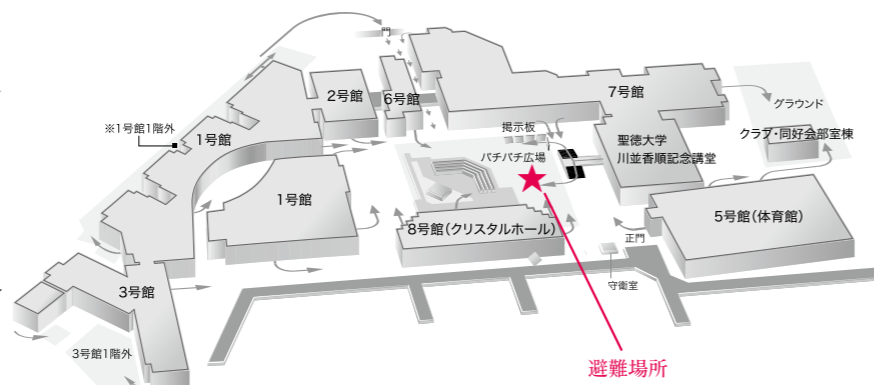 門
2号館
6号館
7号館
グラウンド
※1号館1階外
1号館
掲示板
聖徳大学
川並香順記念講堂
クラブ・同好会部室棟
パチパチ広場
1号館
8号館（クリスタルホール）
5号館（体育館）
正門
守衛室
3号館
3号館1階外
避難場所